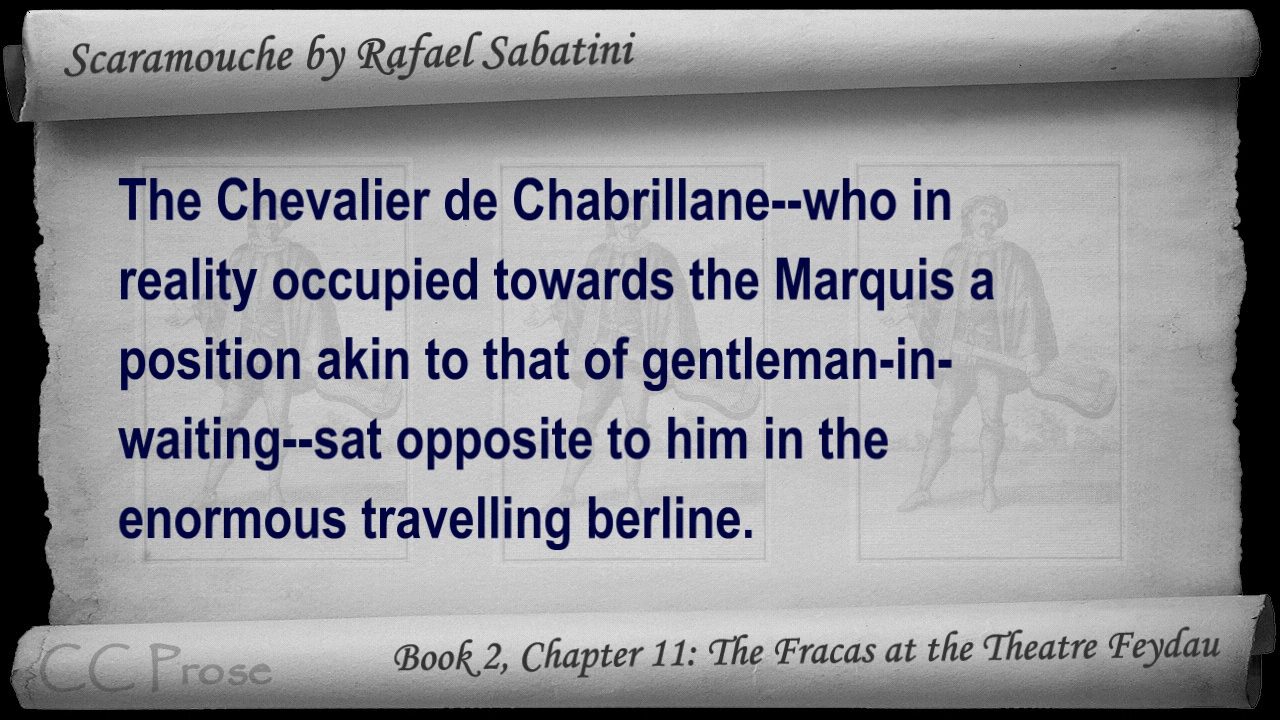 Scaramouche by Rafael Sabatini
The Chevalier de Chabrillane--who in
reality occupied towards the Marquis a
position akin to that of gentleman-in-
waiting--sat opposite to him in the
enormous travelling berline.
CC Prose
Book 2, Chapter 11: The Fracas at the Theatre Feydau